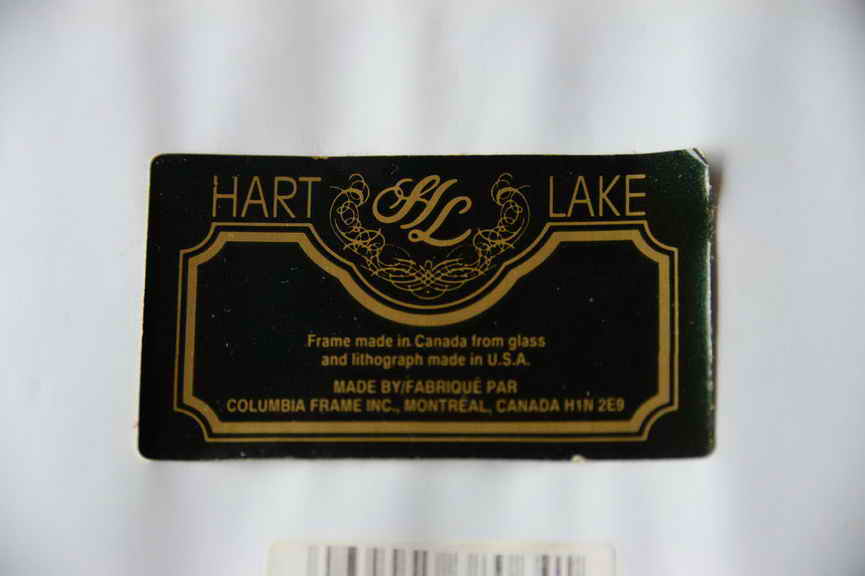 HART HL LAKE
Frame made in Canada from glass
and lithograph made in U.S.A.
MADE BY/FABRIQUÉ PAR
COLUMBIA FRAME INC., MONTREAL, CANADA H1N 2E9